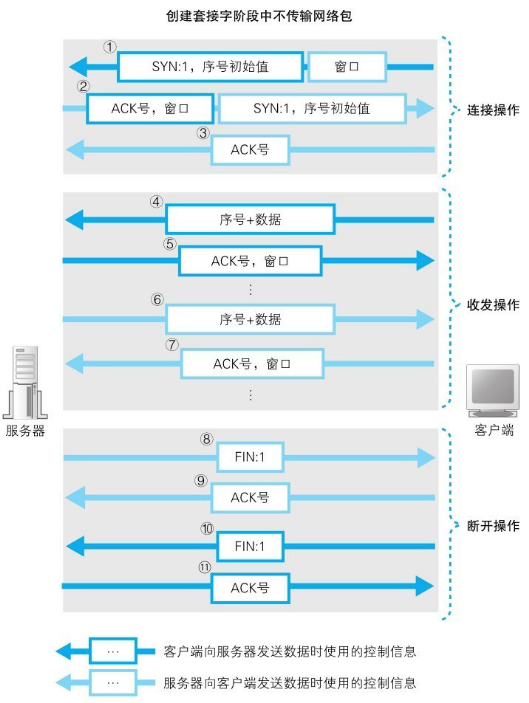 创建套接字阶段中不传输网络包
①
SYN:1，序号初始值
窗口
②
ACK号，窗口
SYN:1，序号初始值
③
ACK号
连接操作
④
序号+数据
⑤
ACK号，窗口
⋮
⑥
序号+数据
⑦
ACK号，窗口
⋮
收发操作
服务器
客户端
⑧
FIN:1
⑨
ACK号
⑩
FIN:1
⑪
ACK号
断开操作
… 客户端向服务器发送数据时使用的控制信息
… 服务器向客户端发送数据时使用的控制信息